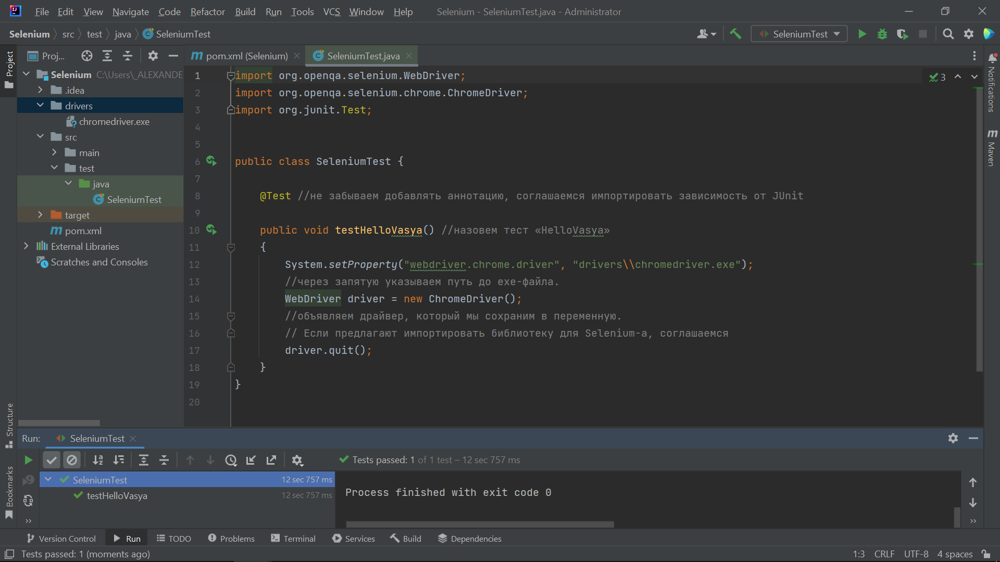 File Edit View Navigate Code Refactor Build Run Tools VCS Window Help Selenium - SeleniumTest.java - Administrator
Selenium src test java SeleniumTest SeleniumTest
Project
Proj...
Selenium C:\Users\_ALEXANDE
.idea
drivers
chromedriver.exe
src
main
test
java
SeleniumTest
target
pom.xml
External Libraries
Scratches and Consoles
Structure
Bookmarks
pom.xml (Selenium) SeleniumTest.java
3
Notifications
Maven
1 import org.openqa.selenium.WebDriver;
2 import org.openqa.selenium.chrome.ChromeDriver;
3 import org.junit.Test;
4
5
6 public class SeleniumTest {
7
8 @Test //не забываем добавлять аннотацию, соглашаемся импортировать зависимость от JUnit
9
10 public void testHelloVasya() //назовем тест «HelloVasya»
11 {
12 System.setProperty("webdriver.chrome.driver", "drivers\\chromedriver.exe");
13 //через запятую указываем путь до exe-файла.
14 WebDriver driver = new ChromeDriver();
15 //объявляем драйвер, который мы сохраним в переменную.
16 // Если предлагают импортировать библиотеку для Selenium-а, соглашаемся
17 driver.quit();
18 }
19 }
20
Run: SeleniumTest
Tests passed: 1 of 1 test – 12 sec 757 ms
SeleniumTest 12 sec 757 ms
testHelloVasya 12 sec 757 ms
Process finished with exit code 0
Version Control Run TODO Problems Terminal Services Build Dependencies
Tests passed: 1 (moments ago) 1:3 CRLF UTF-8 4 spaces